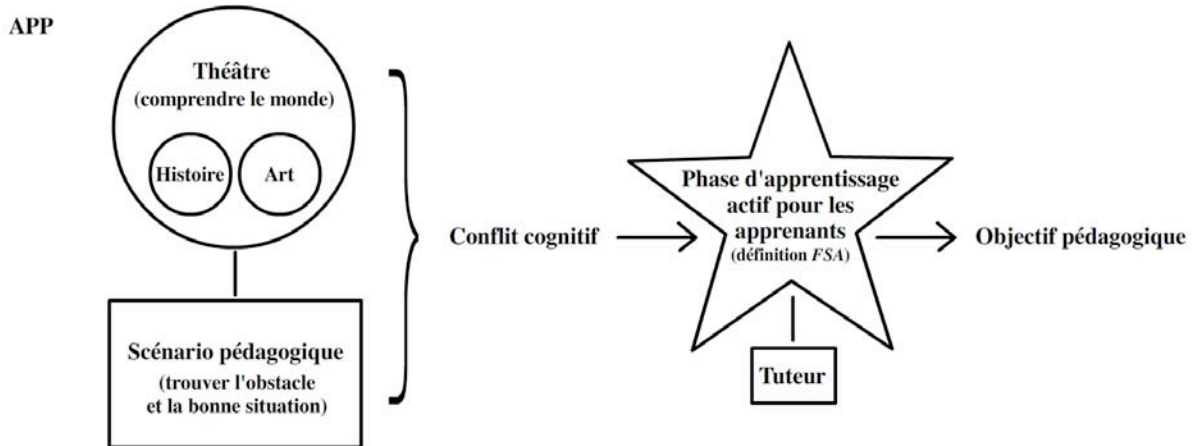 APP
Théâtre
(comprendre le monde)
Histoire
Art
Scénario pédagogique
(trouver l'obstacle
et la bonne situation)
Conflit cognitif
Phase d'apprentissage
actif pour les
apprenants
(définition FSA)
Tuteur
Objectif pédagogique